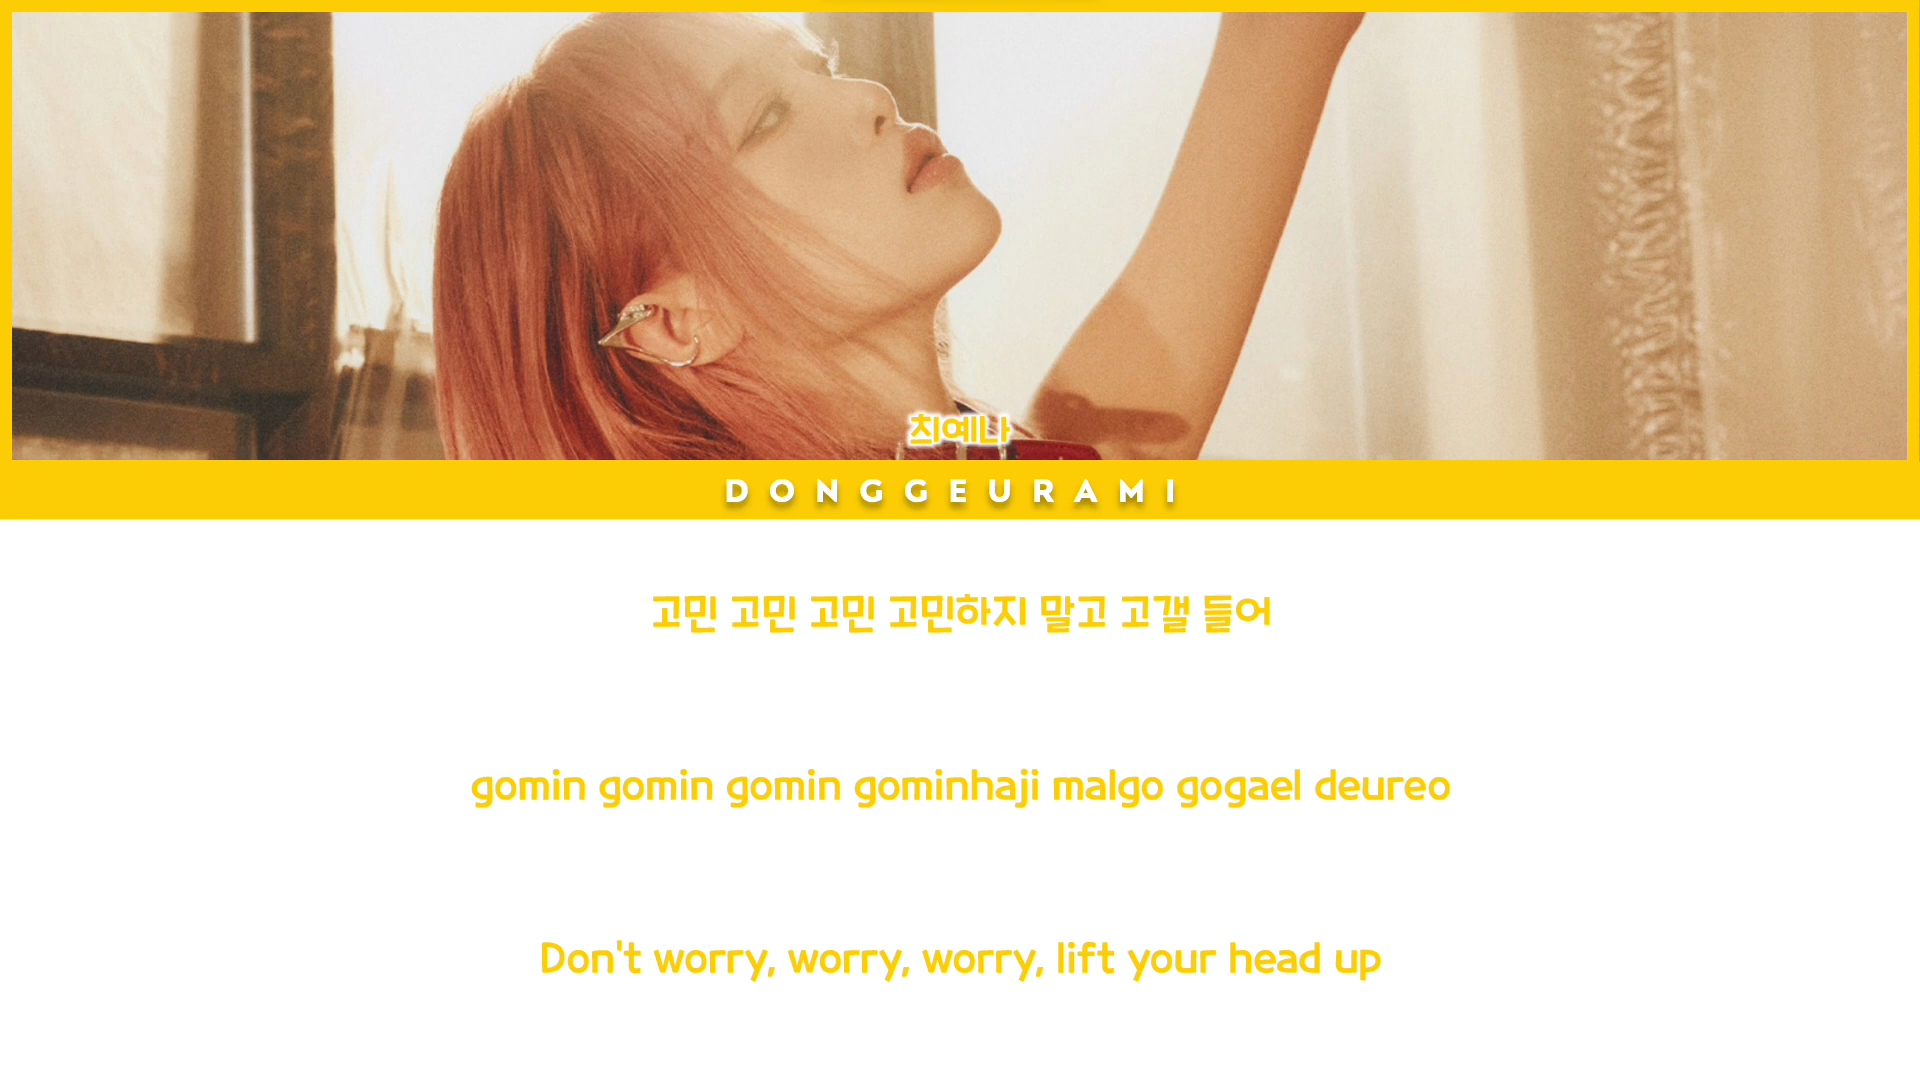 최예나
DONGGEURAMI
고민 고민 고민 고민하지 말고 고갤 들어
gomin gomin gomin gominhaji malgo gogael deureo
Don't worry, worry, worry, lift your head up